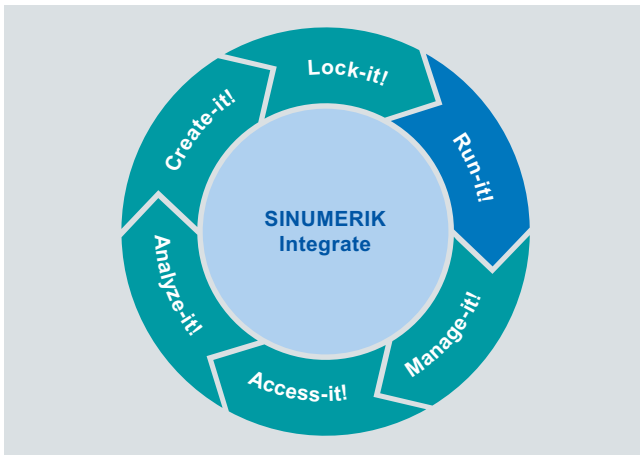 Lock-it!
Run-it!
Manage-it!
Access-it!
Analyze-it!
Create-it!
SINUMERIK
Integrate